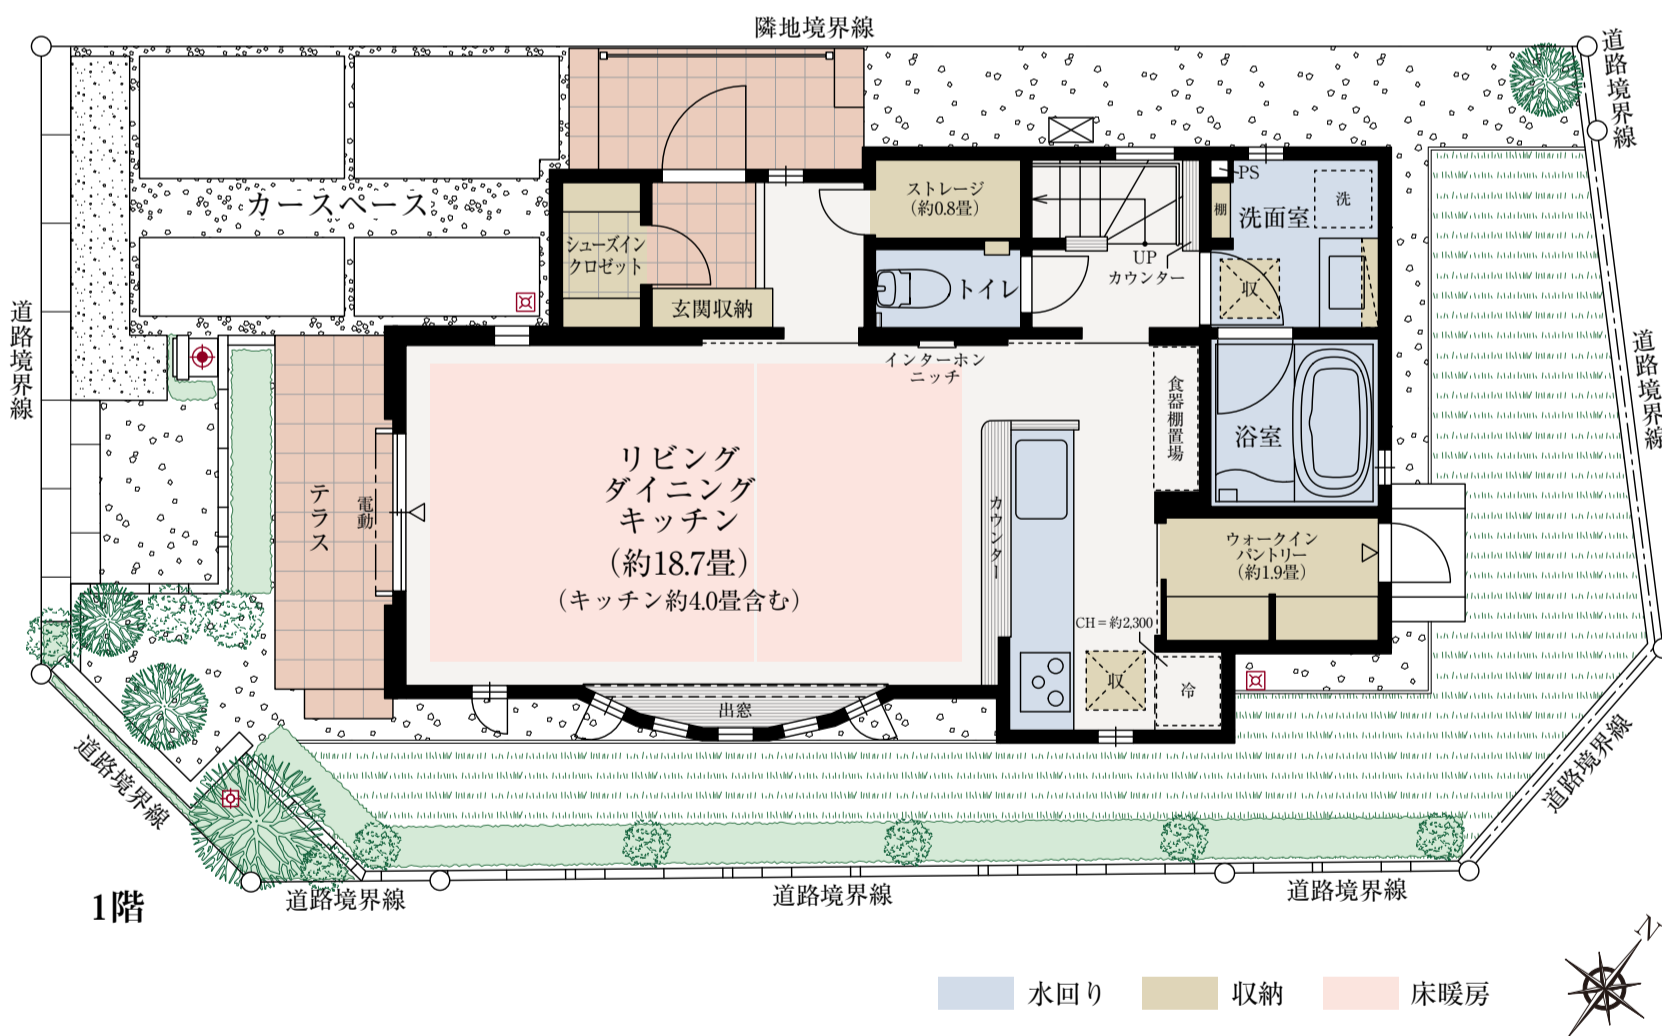 隣地境界線
道路境界線
カースペース
ストレージ
(約0.8畳)
PS
棚
洗面室
洗
シューズイン
クロゼット
UP
カウンター
トイレ
収
玄関収納
道路境界線
道路境界線
インターホン
ニッチ
食器棚置場
浴室
リビング
ダイニング
キッチン
(約18.7畳)
(キッチン約4.0畳含む)
テラス
電動
カウンター
ウォークイン
パントリー
(約1.9畳)
CH=約2,300
収
冷
出窓
道路境界線
道路境界線
道路境界線
道路境界線
道路境界線
1階
N
水回り
収納
床暖房